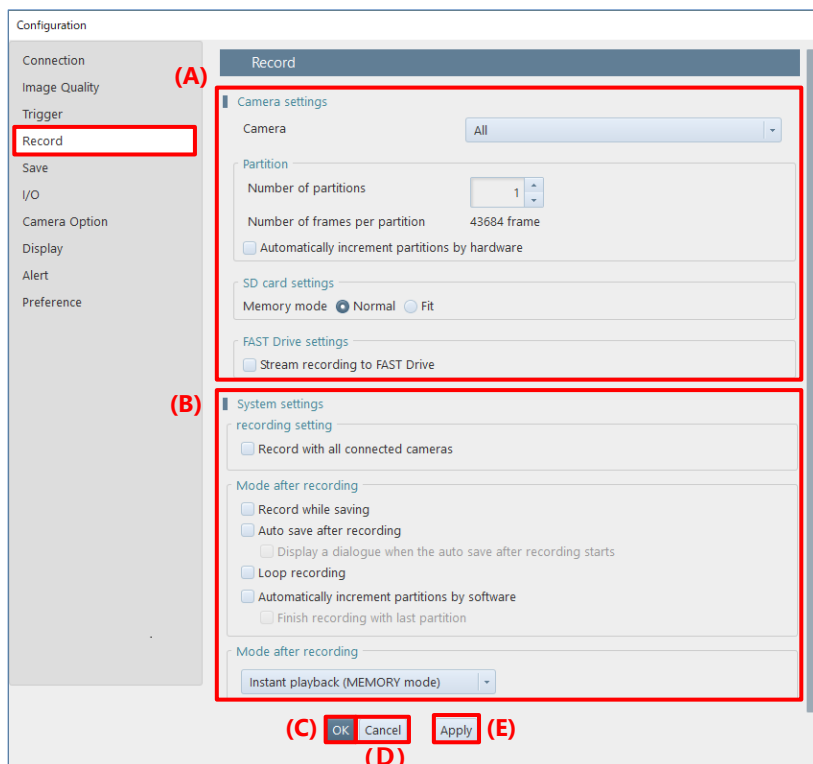 Configuration
Connection
Image Quality
Trigger
Record
Save
I/O
Camera Option
Display
Alert
Preference
Record
(A)
Camera settings
Camera All
Partition
Number of partitions 1
Number of frames per partition 43684 frame
Automatically increment partitions by hardware
SD card settings
Memory mode Normal Fit
FAST Drive settings
Stream recording to FAST Drive
(B)
System settings
recording setting
Record with all connected cameras
Mode after recording
Record while saving
Auto save after recording
Display a dialogue when the auto save after recording starts
Loop recording
Automatically increment partitions by software
Finish recording with last partition
Mode after recording
Instant playback (MEMORY mode)
(C) OK Cancel Apply (E)
(D)